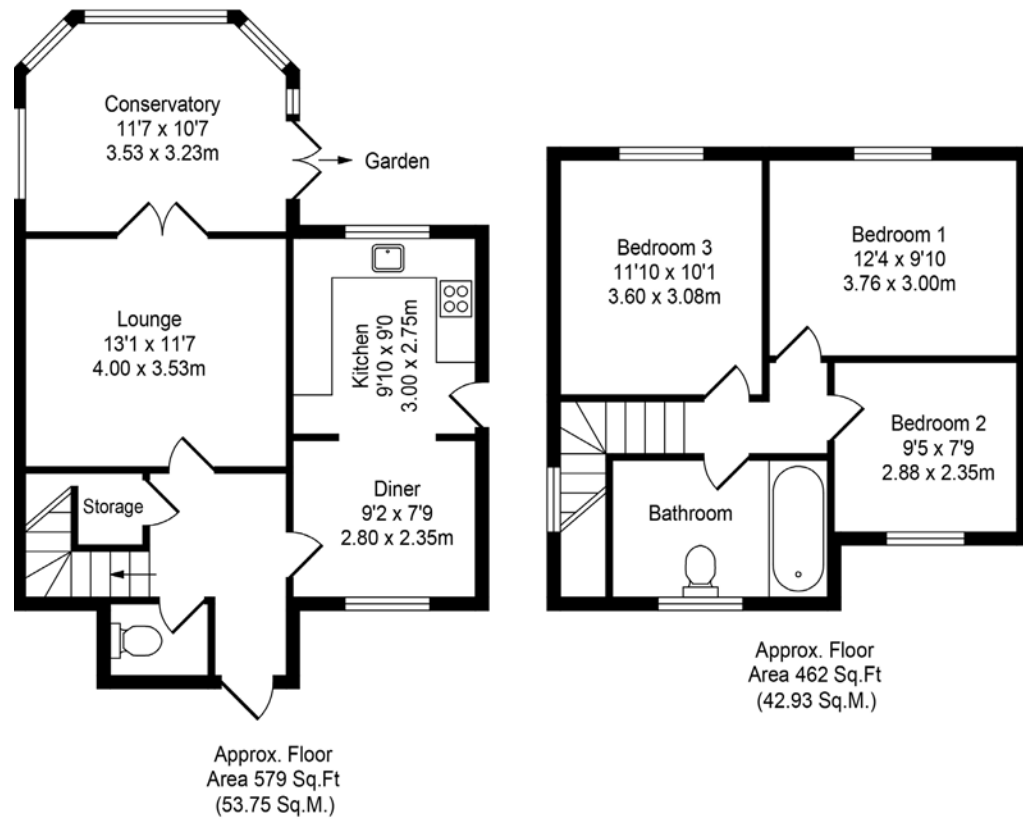 Conservatory
11'7 x 10'7
3.53 x 3.23m
Garden
Lounge
13'1 x 11'7
4.00 x 3.53m
Kitchen
9'10 x 9'0
3.00 x 2.75m
Storage
Diner
9'2 x 7'9
2.80 x 2.35m
Approx. Floor
Area 579 Sq.Ft
(53.75 Sq.M.)
Bedroom 3
11'10 x 10'1
3.60 x 3.08m
Bedroom 1
12'4 x 9'10
3.76 x 3.00m
Bedroom 2
9'5 x 7'9
2.88 x 2.35m
Bathroom
Approx. Floor
Area 462 Sq.Ft
(42.93 Sq.M.)